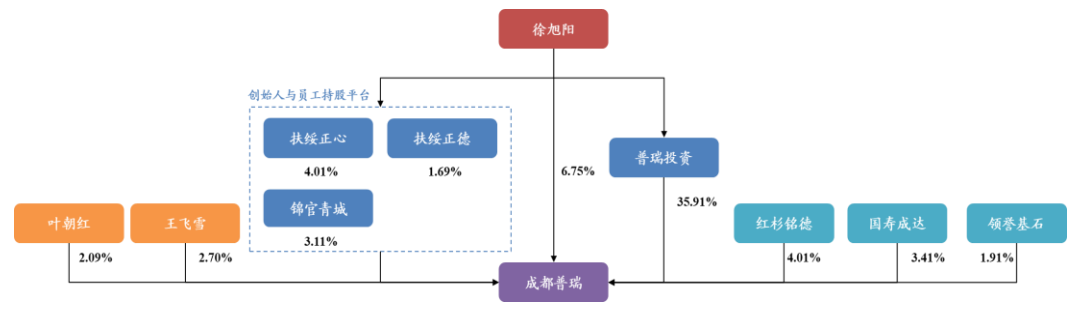 徐旭阳
创始人与员工持股平台
扶绥正心
扶绥正德
4.01%
1.69%
锦官青城
3.11%
6.75%
普瑞投资
35.91%
叶朝红
王飞雪
红杉铭德
国寿成达
领誉基石
2.09%
2.70%
4.01%
3.41%
1.91%
成都普瑞